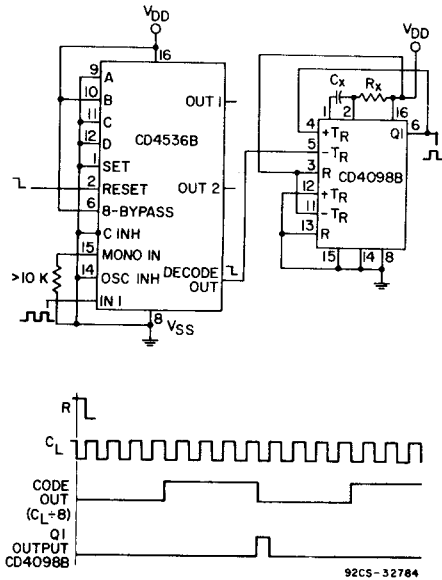 VDD
16
9 A
10 B
OUT 1
11 C
12 D
CD4536B
1 SET
2 RESET
OUT 2
6 8-BYPASS
C INH
15 MONO IN
>10 K
14 OSC INH
DECODE OUT
IN 1
8 VSS
VDD
CX RX
1 2 16
4 +TR
Q1 6
5 -TR
3 R
CD4098B
12 +TR
11 -TR
13 R
15 14 8
R
CL
CODE
OUT
(CL÷8)
Q1
OUTPUT
CD4098B
92CS-32784